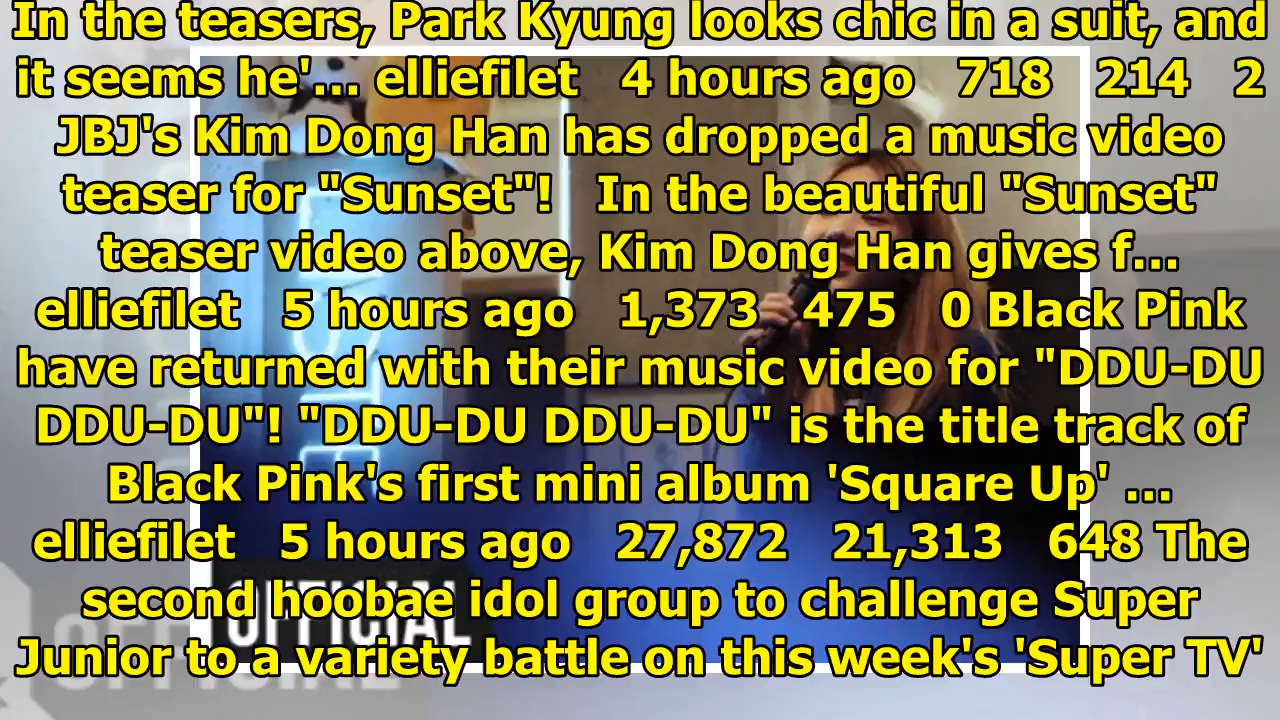 In the teasers, Park Kyung looks chic in a suit, and
it seems he'... elliefilet 4 hours ago 718 214 2
JBJ's Kim Dong Han has dropped a music video
teaser for "Sunset"! In the beautiful "Sunset"
teaser video above, Kim Dong Han gives f...
elliefilet 5 hours ago 1,373 475 0 Black Pink
have returned with their music video for "DDU-DU
DDU-DU"! "DDU-DU DDU-DU" is the title track of
Black Pink's first mini album 'Square Up' ...
elliefilet 5 hours ago 27,872 21,313 648 The
second hoobae idol group to challenge Super
OFFICIAL
Junior to a variety battle on this week's 'Super TV'
OFFICIAL